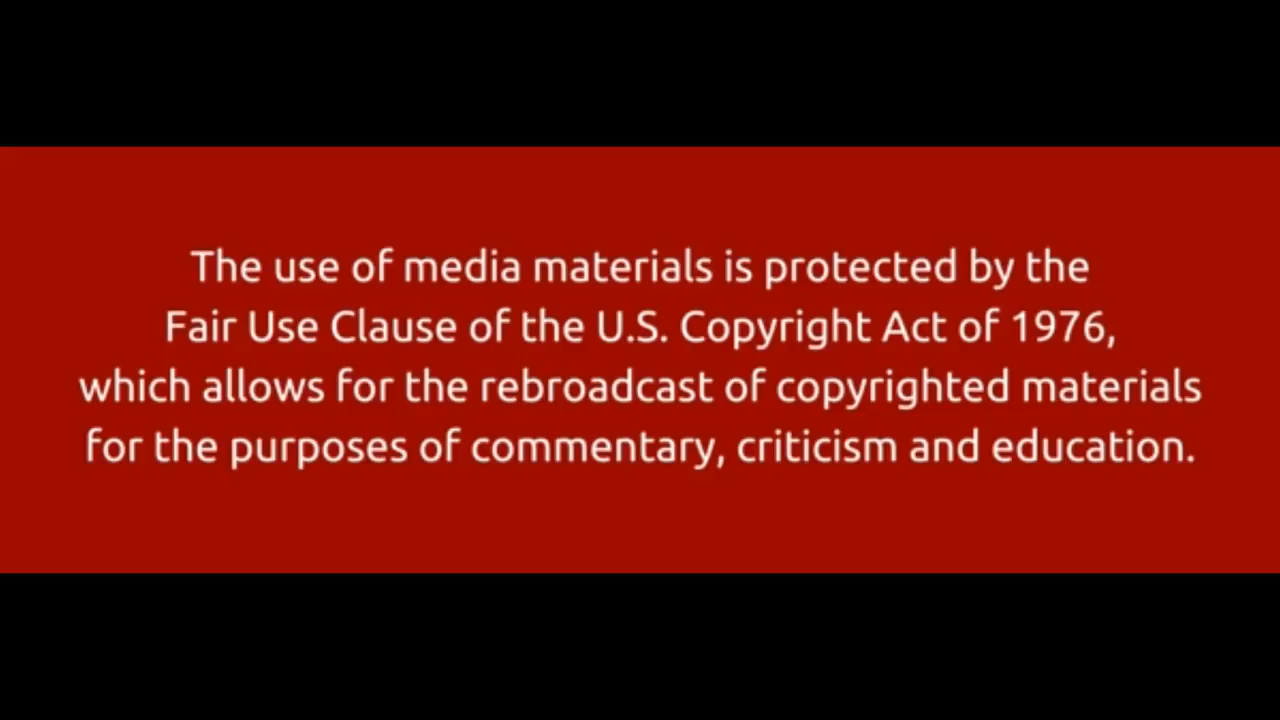 The use of media materials is protected by the
Fair Use Clause of the U.S. Copyright Act of 1976,
which allows for the rebroadcast of copyrighted materials
for the purposes of commentary, criticism and education.